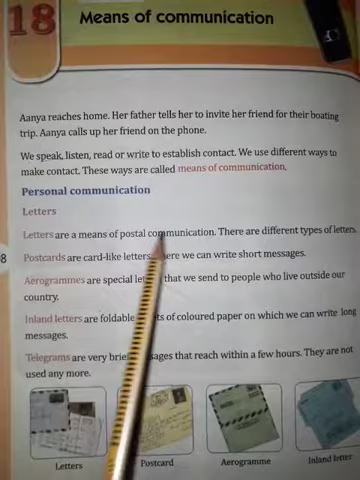 18
Means of communication
Aanya reaches home. Her father tells her to invite her friend for their boating
trip. Aanya calls up her friend on the phone.
We speak, listen, read or write to establish contact. We use different ways to
make contact. These ways are called means of communication.
Personal communication
Letters
Letters are a means of postal communication. There are different types of letters.
8
Postcards are card-like letters where we can write short messages.
Aerogrammes are special that we send to people who live outside our
country.
Inland letters are foldable of coloured paper on which we can write long
messages.
Telegrams are very brief messages that reach within a few hours. They are not
used any more.
Letters
Postcard
Aerogramme
Inland letter